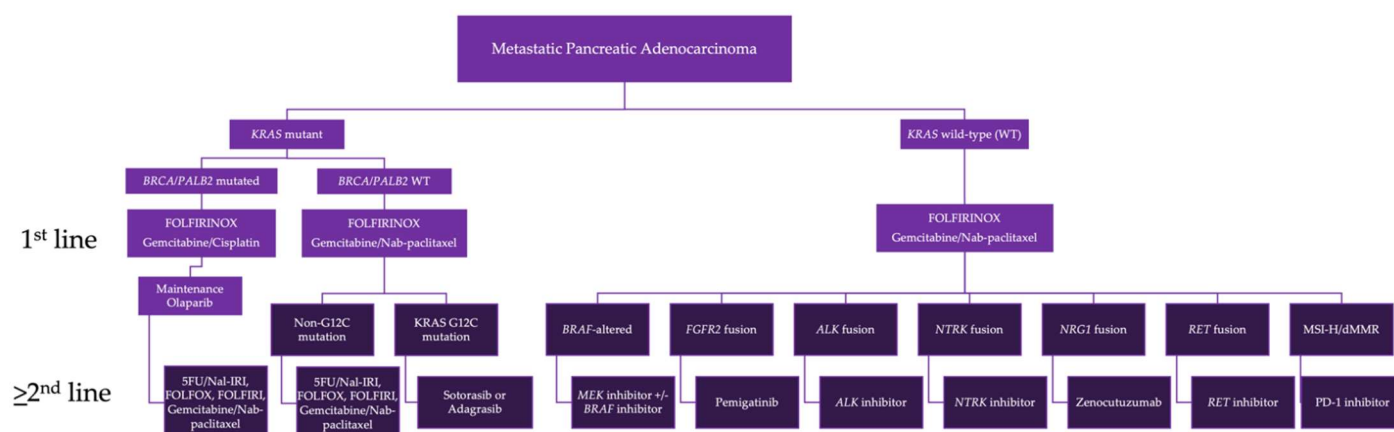 Metastatic Pancreatic Adenocarcinoma
KRAS mutant
KRAS wild-type (WT)
BRCA/PALB2 mutated
BRCA/PALB2 WT
1st line
FOLFIRINOX
Gemcitabine/Cisplatin
FOLFIRINOX
Gemcitabine/Nab-paclitaxel
FOLFIRINOX
Gemcitabine/Nab-paclitaxel
Maintenance
Olaparib
Non-G12C
mutation
KRAS G12C
mutation
BRAF-altered
FGFR2 fusion
ALK fusion
NTRK fusion
NRG1 fusion
RET fusion
MSI-H/dMMR
≥2nd line
5FU/Nal-IRI,
FOLFOX, FOLFIRI,
Gemcitabine/Nab-
paclitaxel
5FU/Nal-IRI,
FOLFOX, FOLFIRI,
Gemcitabine/Nab-
paclitaxel
Sotorasib or
Adagrasib
MEK inhibitor +/-
BRAF inhibitor
Pemigatinib
ALK inhibitor
NTRK inhibitor
Zenocutuzumab
RET inhibitor
PD-1 inhibitor